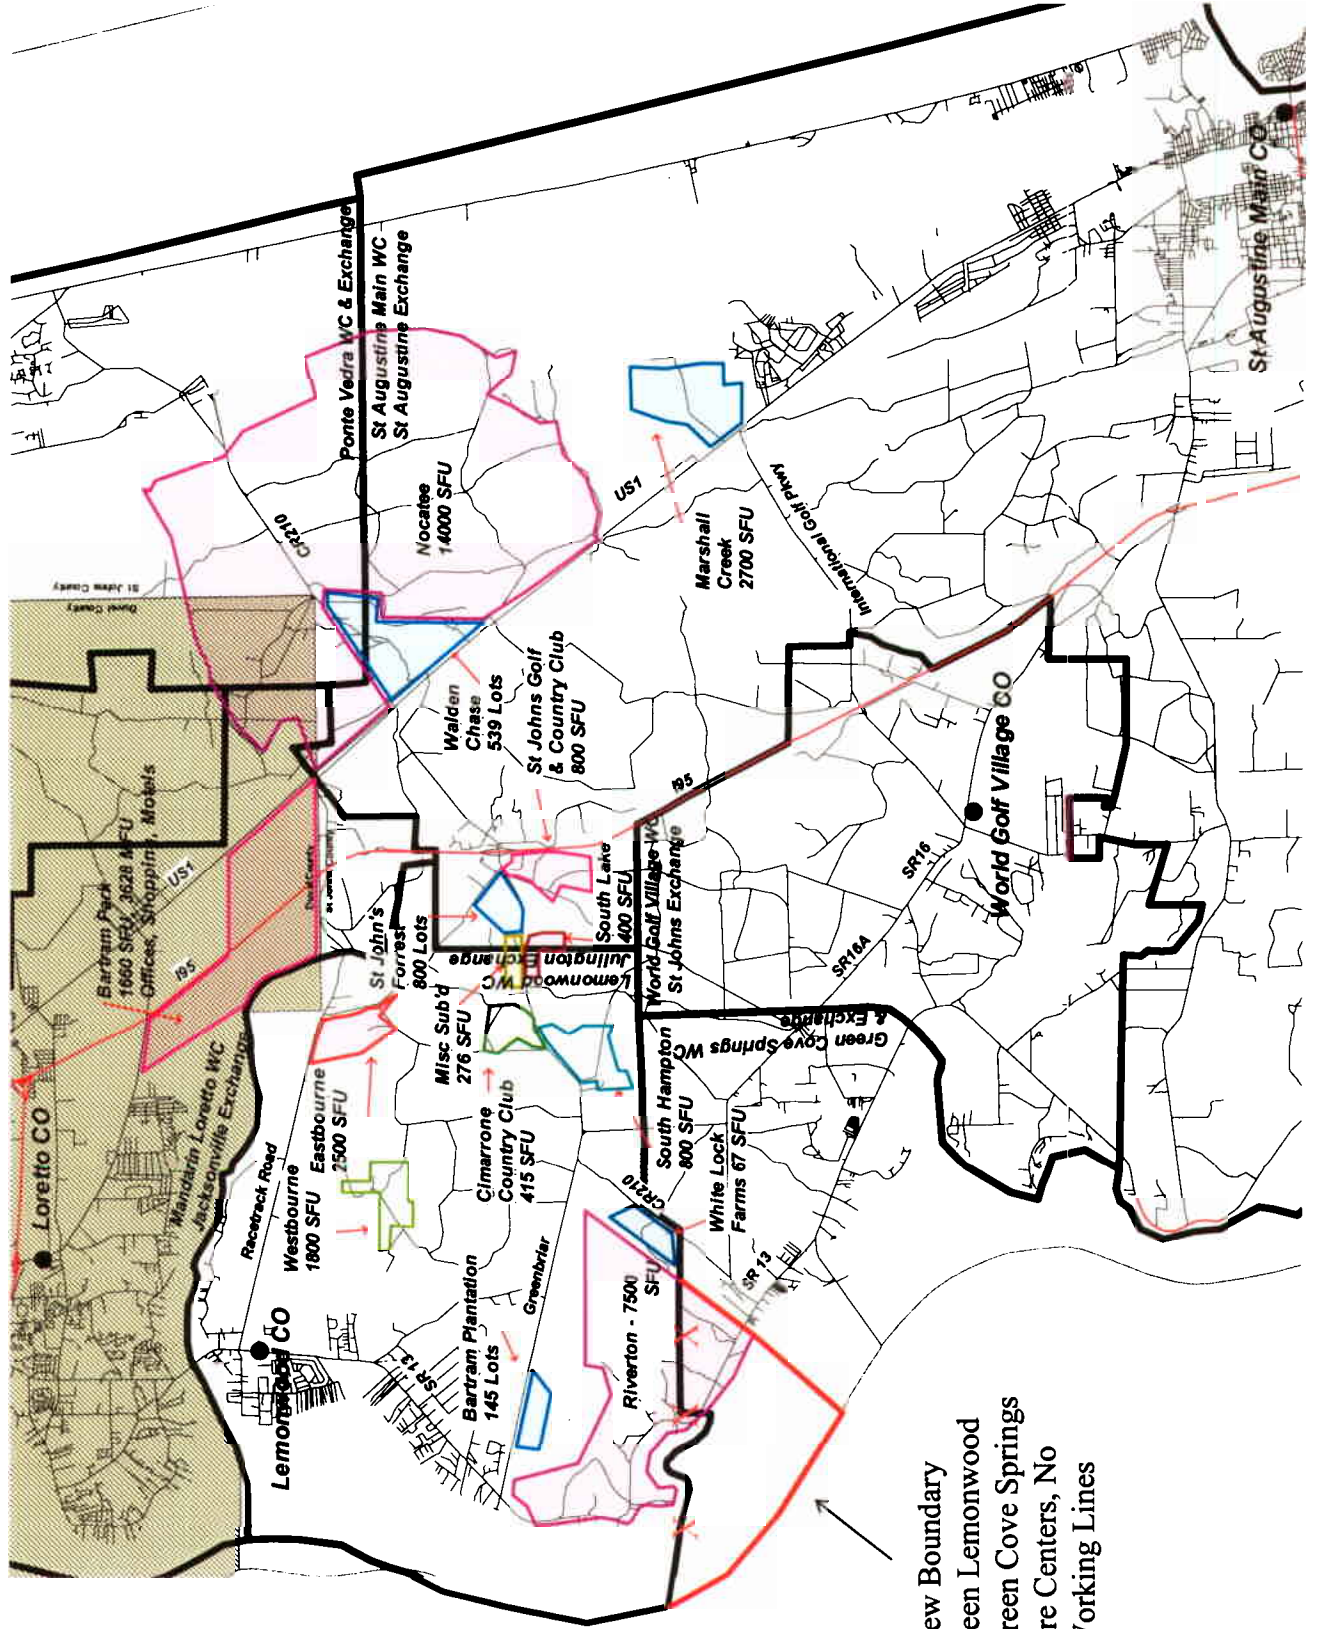 Ponte Vedra WC & Exchange
St Augustine Main WC
St Augustine Exchange
St Augustine Main CO
CR210
Nocatee
14000 SFU
US1
Marshall
Creek
2700 SFU
International Golf Pkwy
St Johns County
Duval County
Walden
Chase
539 Lots
St Johns Golf
& Country Club
800 SFU
I95
World Golf Village CO
SR16
SR16A
Bartram Park
1660 SFU 3628 MFU
Offices, Shopping, Motels
US1
I95
Duval County
St Johns County
St John's
Forrest
800 Lots
South Lake
400 SFU
World Golf Village WC
St Johns Exchange
Lemonwood WC
Jullington Exchange
Misc Sub'd
276 SFU
Green Cove Springs WC
& Exchange
Loretto CO
Mandarin Loretto WC
Jacksonville Exchange
Racetrack Road
Eastbourne
2500 SFU
Westbourne
1800 SFU
Cimarrone
Country Club
415 SFU
South Hampton
800 SFU
White Lock
Farms 67 SFU
CR210
SR 13
Lemonwood CO
SR 13
Bartram Plantation
145 Lots
Greenbriar
Riverton - 7500
SFU
ew Boundary
een Lemonwood
reen Cove Springs
re Centers, No
Vorking Lines